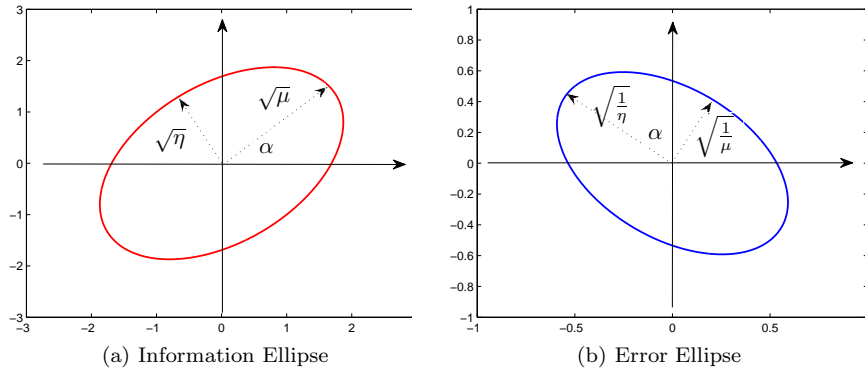 3
2
1
0
−1
−2
−3
−3 −2 −1 0 1 2
√μ
√η
α
(a) Information Ellipse
1
0.8
0.6
0.4
0.2
0
−0.2
−0.4
−0.6
−0.8
−1
−1 −0.5 0 0.5
√(1/η)
α
√(1/μ)
(b) Error Ellipse